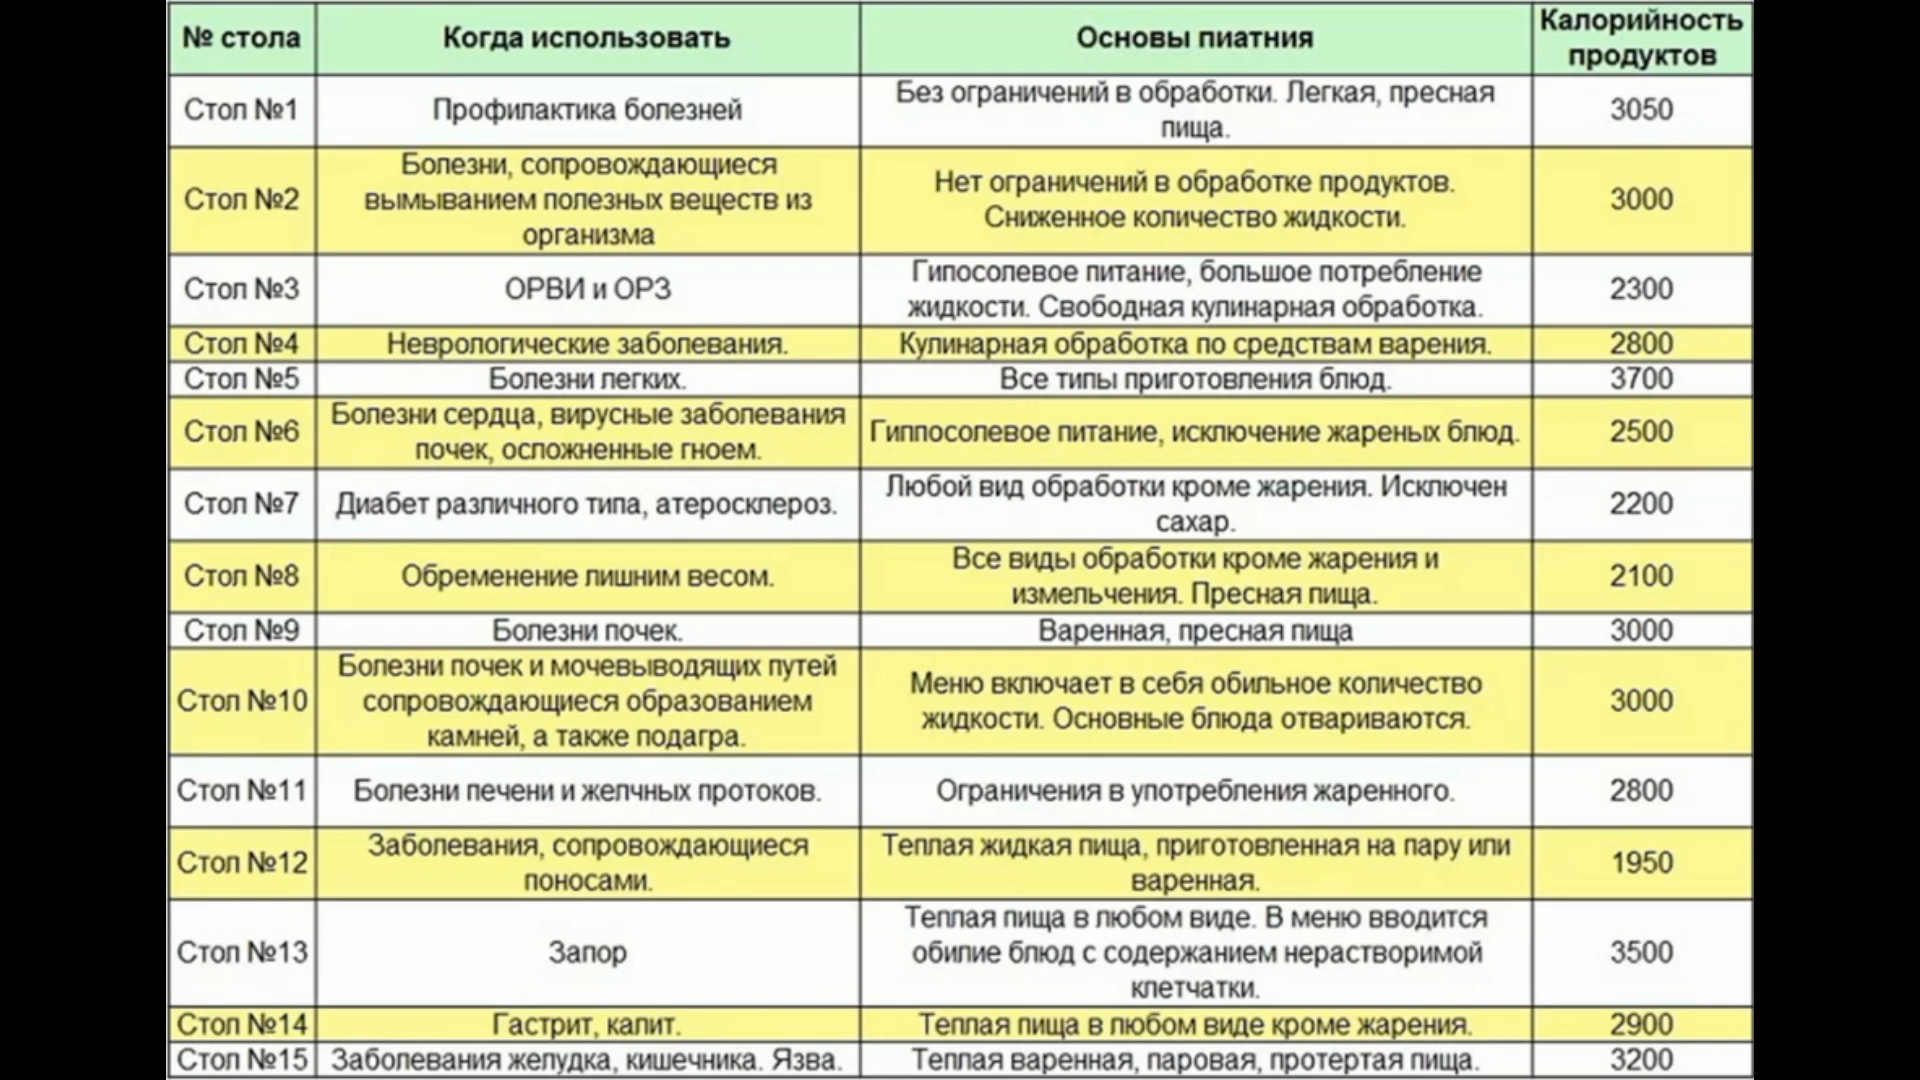 № стола
Когда использовать
Основы пиатния
Калорийность
продуктов
Стол №1
Профилактика болезней
Без ограничений в обработки. Легкая, пресная
пища.
3050
Стол №2
Болезни, сопровождающиеся
вымыванием полезных веществ из
организма
Нет ограничений в обработке продуктов.
Сниженное количество жидкости.
3000
Стол №3
ОРВИ и ОРЗ
Гипосолевое питание, большое потребление
жидкости. Свободная кулинарная обработка.
2300
Стол №4
Неврологические заболевания.
Кулинарная обработка по средствам варения.
2800
Стол №5
Болезни легких.
Все типы приготовления блюд.
3700
Стол №6
Болезни сердца, вирусные заболевания
почек, осложненные гноем.
Гиппосолевое питание, исключение жареных блюд.
2500
Стол №7
Диабет различного типа, атеросклероз.
Любой вид обработки кроме жарения. Исключен
сахар.
2200
Стол №8
Обременение лишним весом.
Все виды обработки кроме жарения и
измельчения. Пресная пища.
2100
Стол №9
Болезни почек.
Варенная, пресная пища
3000
Стол №10
Болезни почек и мочевыводящих путей
сопровождающиеся образованием
камней, а также подагра.
Меню включает в себя обильное количество
жидкости. Основные блюда отвариваются.
3000
Стол №11
Болезни печени и желчных протоков.
Ограничения в употребления жаренного.
2800
Стол №12
Заболевания, сопровождающиеся
поносами.
Теплая жидкая пища, приготовленная на пару или
варенная.
1950
Стол №13
Запор
Теплая пища в любом виде. В меню вводится
обилие блюд с содержанием нерастворимой
клетчатки.
3500
Стол №14
Гастрит, калит.
Теплая пища в любом виде кроме жарения.
2900
Стол №15
Заболевания желудка, кишечника. Язва.
Теплая варенная, паровая, протертая пища.
3200